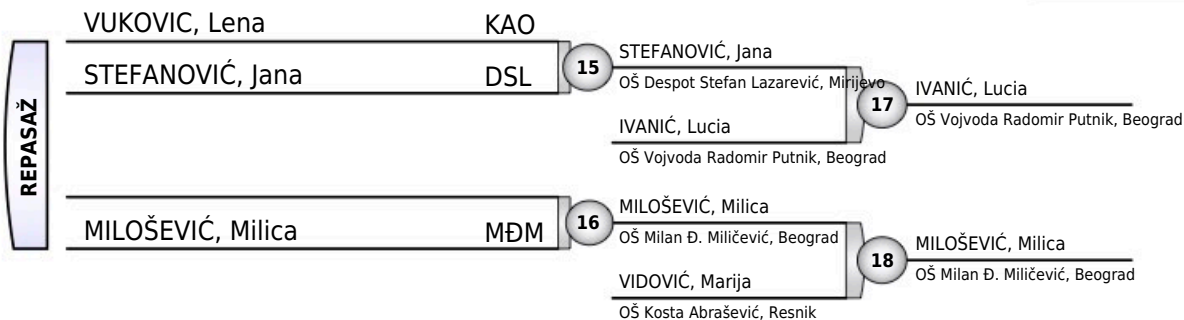 REPASAŽ
VUKOVIC, Lena KAO
STEFANOVIĆ, Jana DSL
15
STEFANOVIĆ, Jana
OŠ Despot Stefan Lazarević, Mirijevo
IVANIĆ, Lucia
OŠ Vojvoda Radomir Putnik, Beograd
17
IVANIĆ, Lucia
OŠ Vojvoda Radomir Putnik, Beograd
MILOŠEVIĆ, Milica MĐM
16
MILOŠEVIĆ, Milica
OŠ Milan Đ. Miličević, Beograd
VIDOVIĆ, Marija
OŠ Kosta Abrašević, Resnik
18
MILOŠEVIĆ, Milica
OŠ Milan Đ. Miličević, Beograd